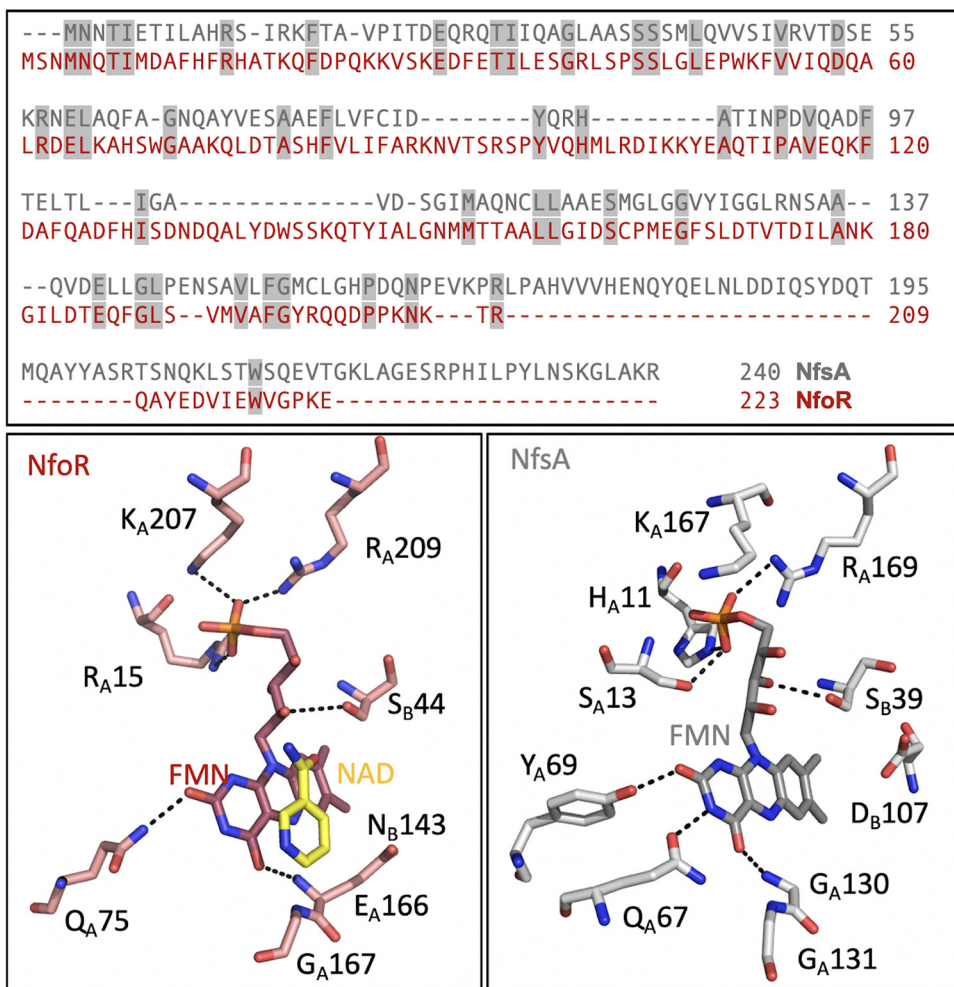 ---MNNTIETILAHRS-IRKFTA-VPITDEQRQTIIQAGLAASSSSMLQVVSIVRVTDSE 55
MSNMNQTIMDAFHFRHATKQFDPQKKVSKEDFETILESGRLSPSSLGLEPWKFVVIQDQA 60
KRNELAQFA-GNQAYVESAAEFLVFCID--------YQRH---------ATINPDVQADF 97
LRDELKAHSWGAAKQLDTASHFVLIFARKNVTSRSPYVQHMLRDIKKYEAQTIPAVEQKF 120
TELTL---IGA--------------VD-SGIMAQNCLLAAESMGLGGVYIGGLRNSAA-- 137
DAFQADFHISDNDQALYDWSSKQTYIALGNMMTTAALLGIDSCPMEGFSLDTVTDILANK 180
--QVDELLGLPENSAVLFGMCLGHPDQNPEVKPRLPAHVVVHENQYQELNLDDIQSYDQT 195
GILDTEQFGLS--VMVAFGYRQQDPPKNK---TR-------------------------- 209
MQAYYASRTSNQKLSTWSQEVTGKLAGESRPHILPYLNSKGLAKR 240 NfsA
--------QAYEDVIEWVGPKE----------------------- 223 NfoR
NfoR
KA207
RA209
RA15
SB44
FMN
NAD
NB143
EA166
QA75
GA167
NfsA
KA167
RA169
HA11
SA13
SB39
FMN
YA69
DB107
GA130
QA67
GA131